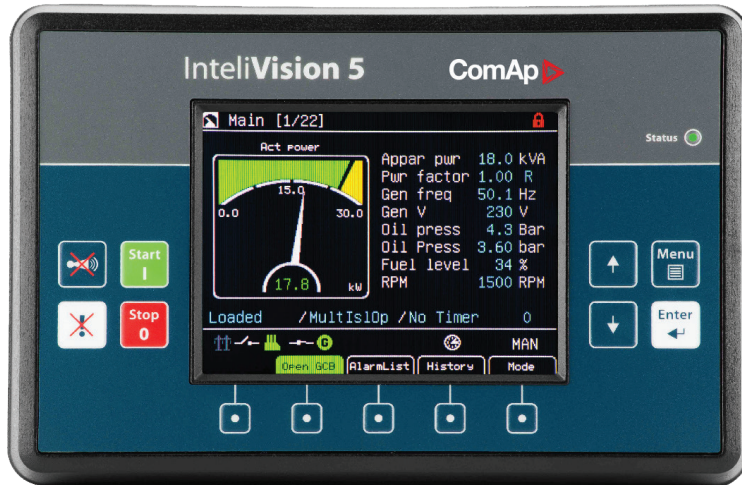 InteliVision 5
ComAp
Main [1/22]
Status
Act power
0.0
15.0
30.0
17.8
kW
Appar pwr 18.0 kVA
Pwr factor 1.00 R
Gen freq 50.1 Hz
Gen V 230 V
Oil press 4.3 Bar
Oil Press 3.60 bar
Fuel level 34 %
RPM 1500 RPM
Loaded /MultIslOp /No Timer 0
G
MAN
Open GCB
AlarmList
History
Mode
Start
I
Stop
0
Menu
Enter